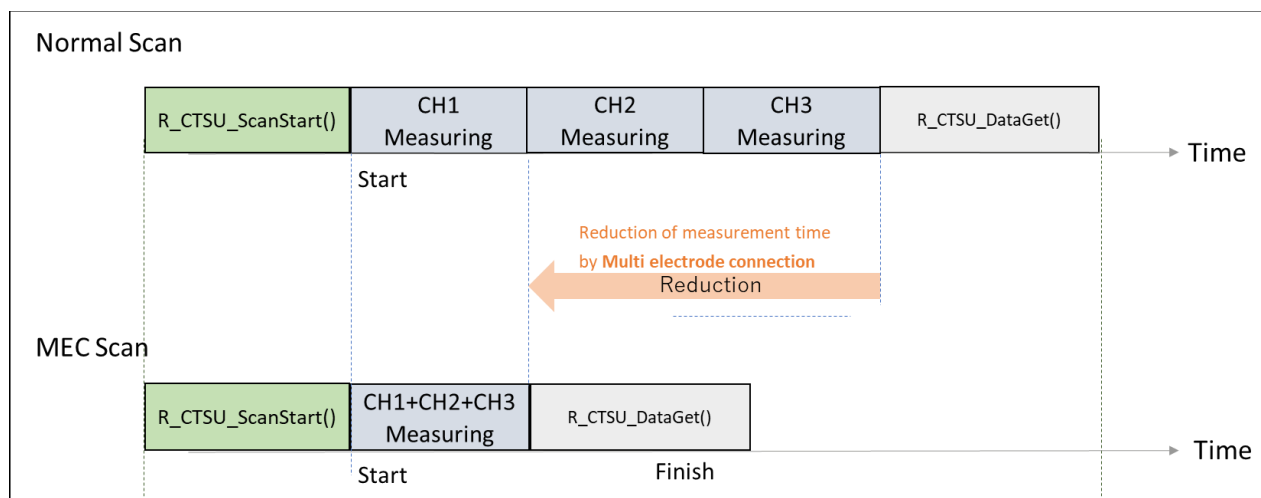 Normal Scan
R_CTSU_ScanStart()
CH1
Measuring
CH2
Measuring
CH3
Measuring
R_CTSU_DataGet()
Time
Start
Reduction of measurement time
by Multi electrode connection
Reduction
MEC Scan
R_CTSU_ScanStart()
CH1+CH2+CH3
Measuring
R_CTSU_DataGet()
Time
Start
Finish